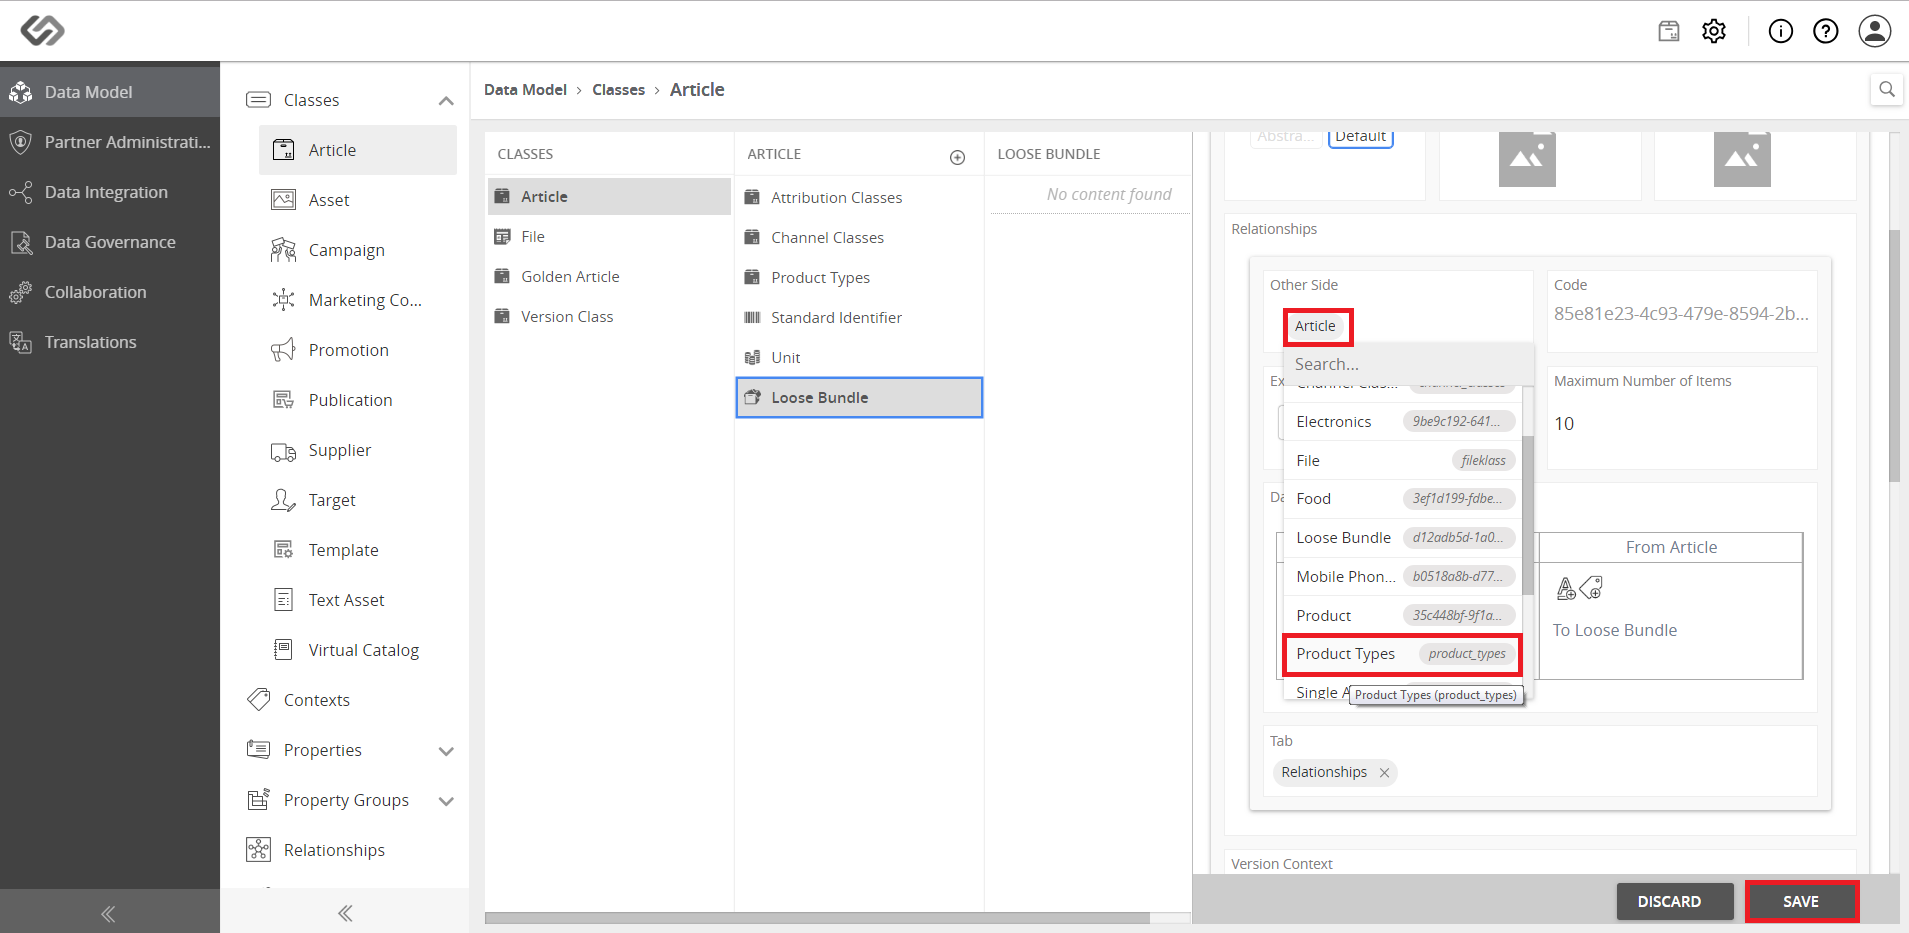 Data Model
Partner Administrati...
Data Integration
Data Governance
Collaboration
Translations
Classes
Article
Asset
Campaign
Marketing Co...
Promotion
Publication
Supplier
Target
Template
Text Asset
Virtual Catalog
Contexts
Properties
Property Groups
Relationships
Data Model > Classes > Article
CLASSES
Article
File
Golden Article
Version Class
ARTICLE
Attribution Classes
Channel Classes
Product Types
Standard Identifier
Unit
Loose Bundle
LOOSE BUNDLE
No content found
Abstra... Default
Relationships
Other Side
Article
Code
85e81e23-4c93-479e-8594-2b...
Search...
Ex
Maximum Number of Items
10
Channel Clas... channel_classes
Electronics 9be9c192-641...
File fileklass
Food 3ef1d199-fdbe...
Loose Bundle d12adb5d-1a0...
Mobile Phon... b0518a8b-d77...
Product 35c448bf-9f1a...
Product Types product_types
Single A
Product Types (product_types)
Da
From Article
To Loose Bundle
Tab
Relationships
Version Context
DISCARD
SAVE